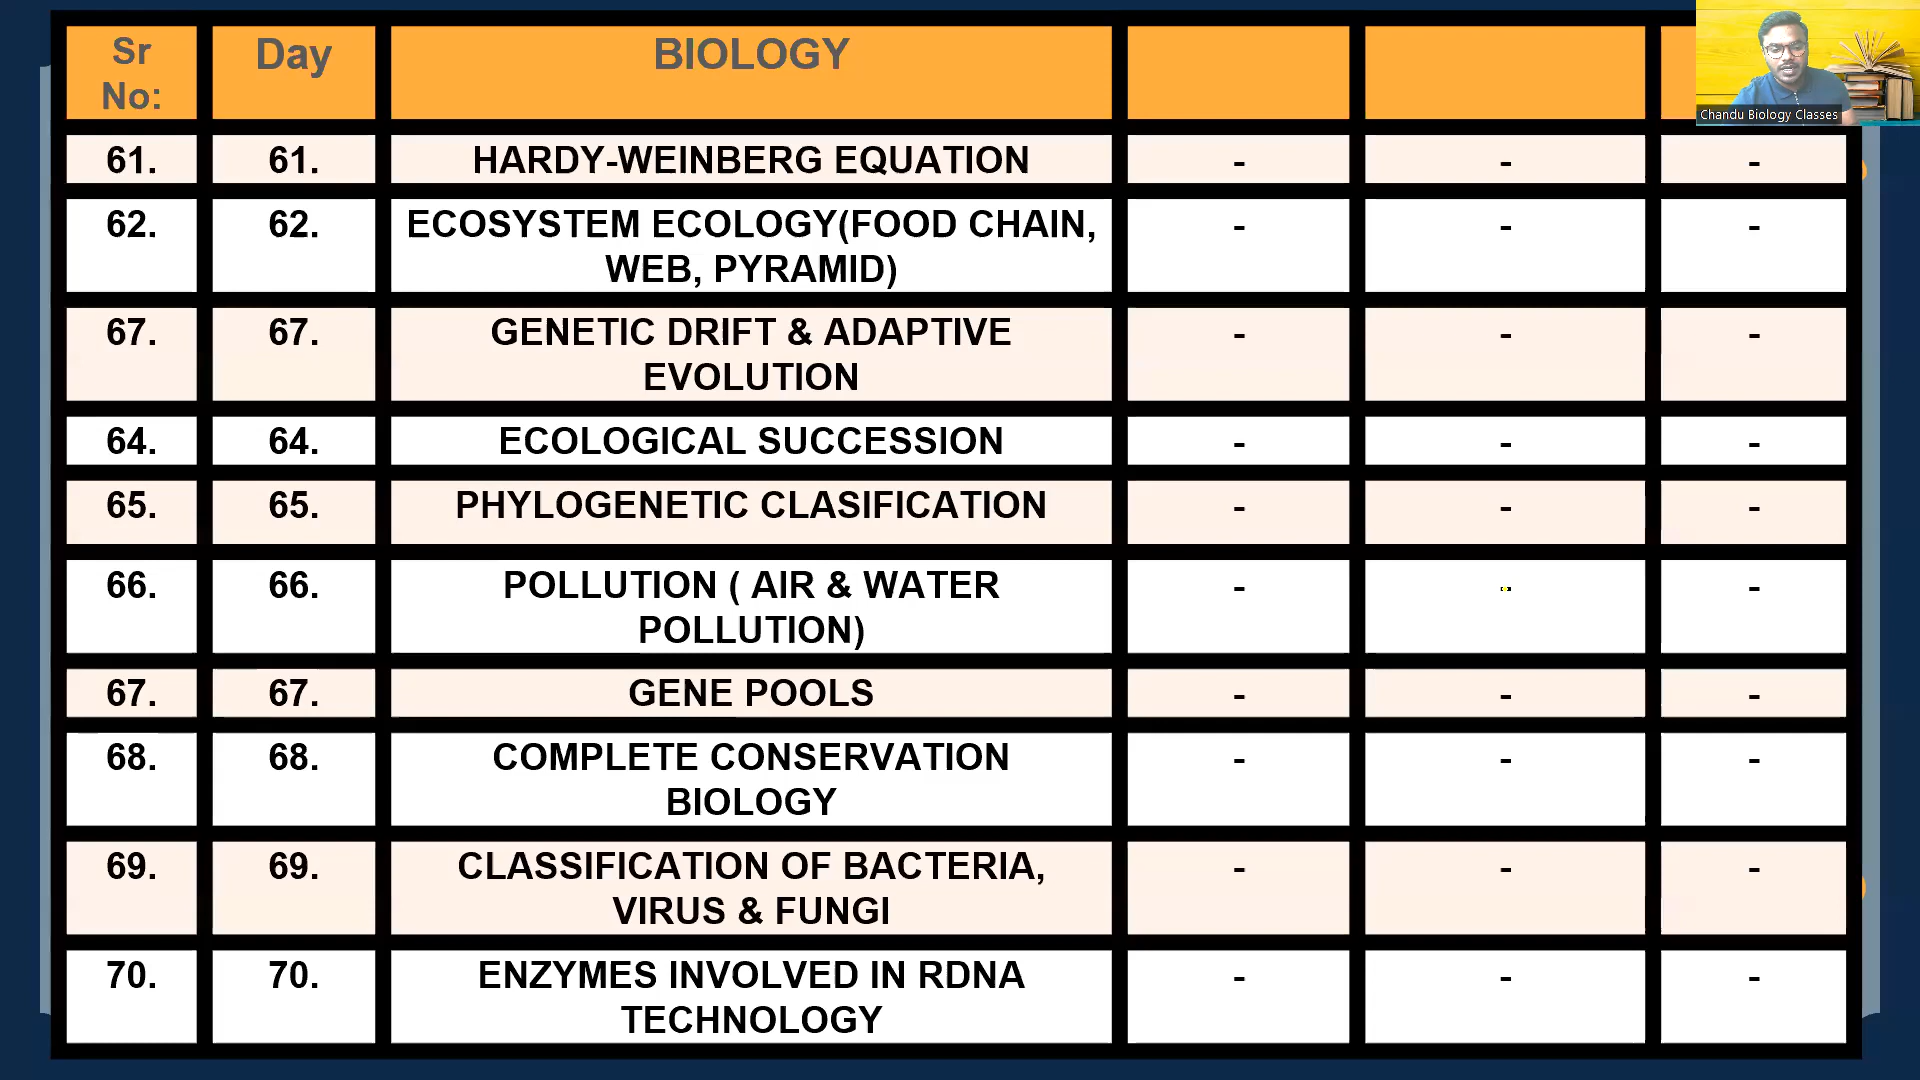 Sr No: Day BIOLOGY
61. 61. HARDY-WEINBERG EQUATION - - -
62. 62. ECOSYSTEM ECOLOGY(FOOD CHAIN, - - -
WEB, PYRAMID)
67. 67. GENETIC DRIFT & ADAPTIVE - - -
EVOLUTION
64. 64. ECOLOGICAL SUCCESSION - - -
65. 65. PHYLOGENETIC CLASIFICATION - - -
66. 66. POLLUTION ( AIR & WATER - - -
POLLUTION)
67. 67. GENE POOLS - - -
68. 68. COMPLETE CONSERVATION - - -
BIOLOGY
69. 69. CLASSIFICATION OF BACTERIA, - - -
VIRUS & FUNGI
70. 70. ENZYMES INVOLVED IN RDNA - - -
TECHNOLOGY
Chandu Biology Classes